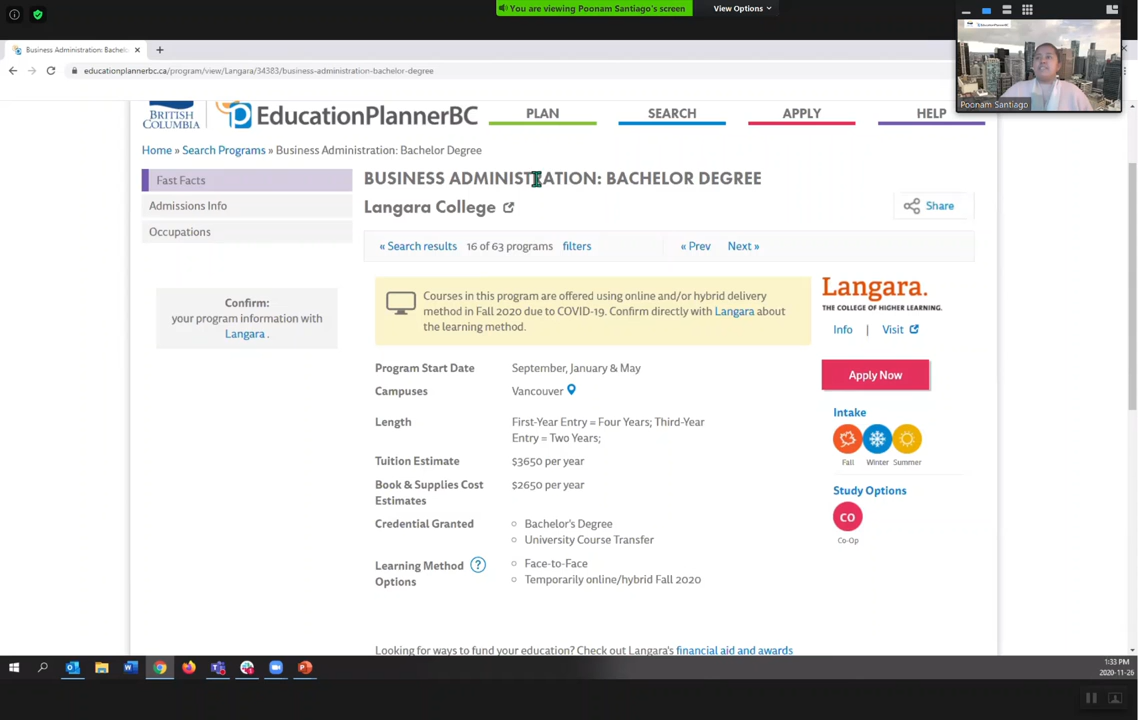 You are viewing Poonam Santiago's screen
View Options
Business Administration: Bachel
educationplannerbc.ca/program/view/Langara/34383/business-administration-bachelor-degree
Poonam Santiago
BRITISH
COLUMBIA
EducationPlannerBC
PLAN
SEARCH
APPLY
HELP
Home » Search Programs » Business Administration: Bachelor Degree
Fast Facts
Admissions Info
Occupations
Confirm:
your program information with
Langara .
BUSINESS ADMINISTRATION: BACHELOR DEGREE
Langara College
Share
« Search results 16 of 63 programs filters « Prev Next »
Courses in this program are offered using online and/or hybrid delivery
method in Fall 2020 due to COVID-19. Confirm directly with Langara about
the learning method.
Program Start Date September, January & May
Campuses Vancouver
Length First-Year Entry = Four Years; Third-Year
Entry = Two Years;
Tuition Estimate $3650 per year
Book & Supplies Cost $2650 per year
Estimates
Credential Granted Bachelor's Degree
University Course Transfer
Learning Method ? Face-to-Face
Options Temporarily online/hybrid Fall 2020
Langara.
THE COLLEGE OF HIGHER LEARNING.
Info | Visit
Apply Now
Intake
Fall Winter Summer
Study Options
CO
Co-Op
Looking for ways to fund your education? Check out Langara's financial aid and awards
1:33 PM
2020-11-26